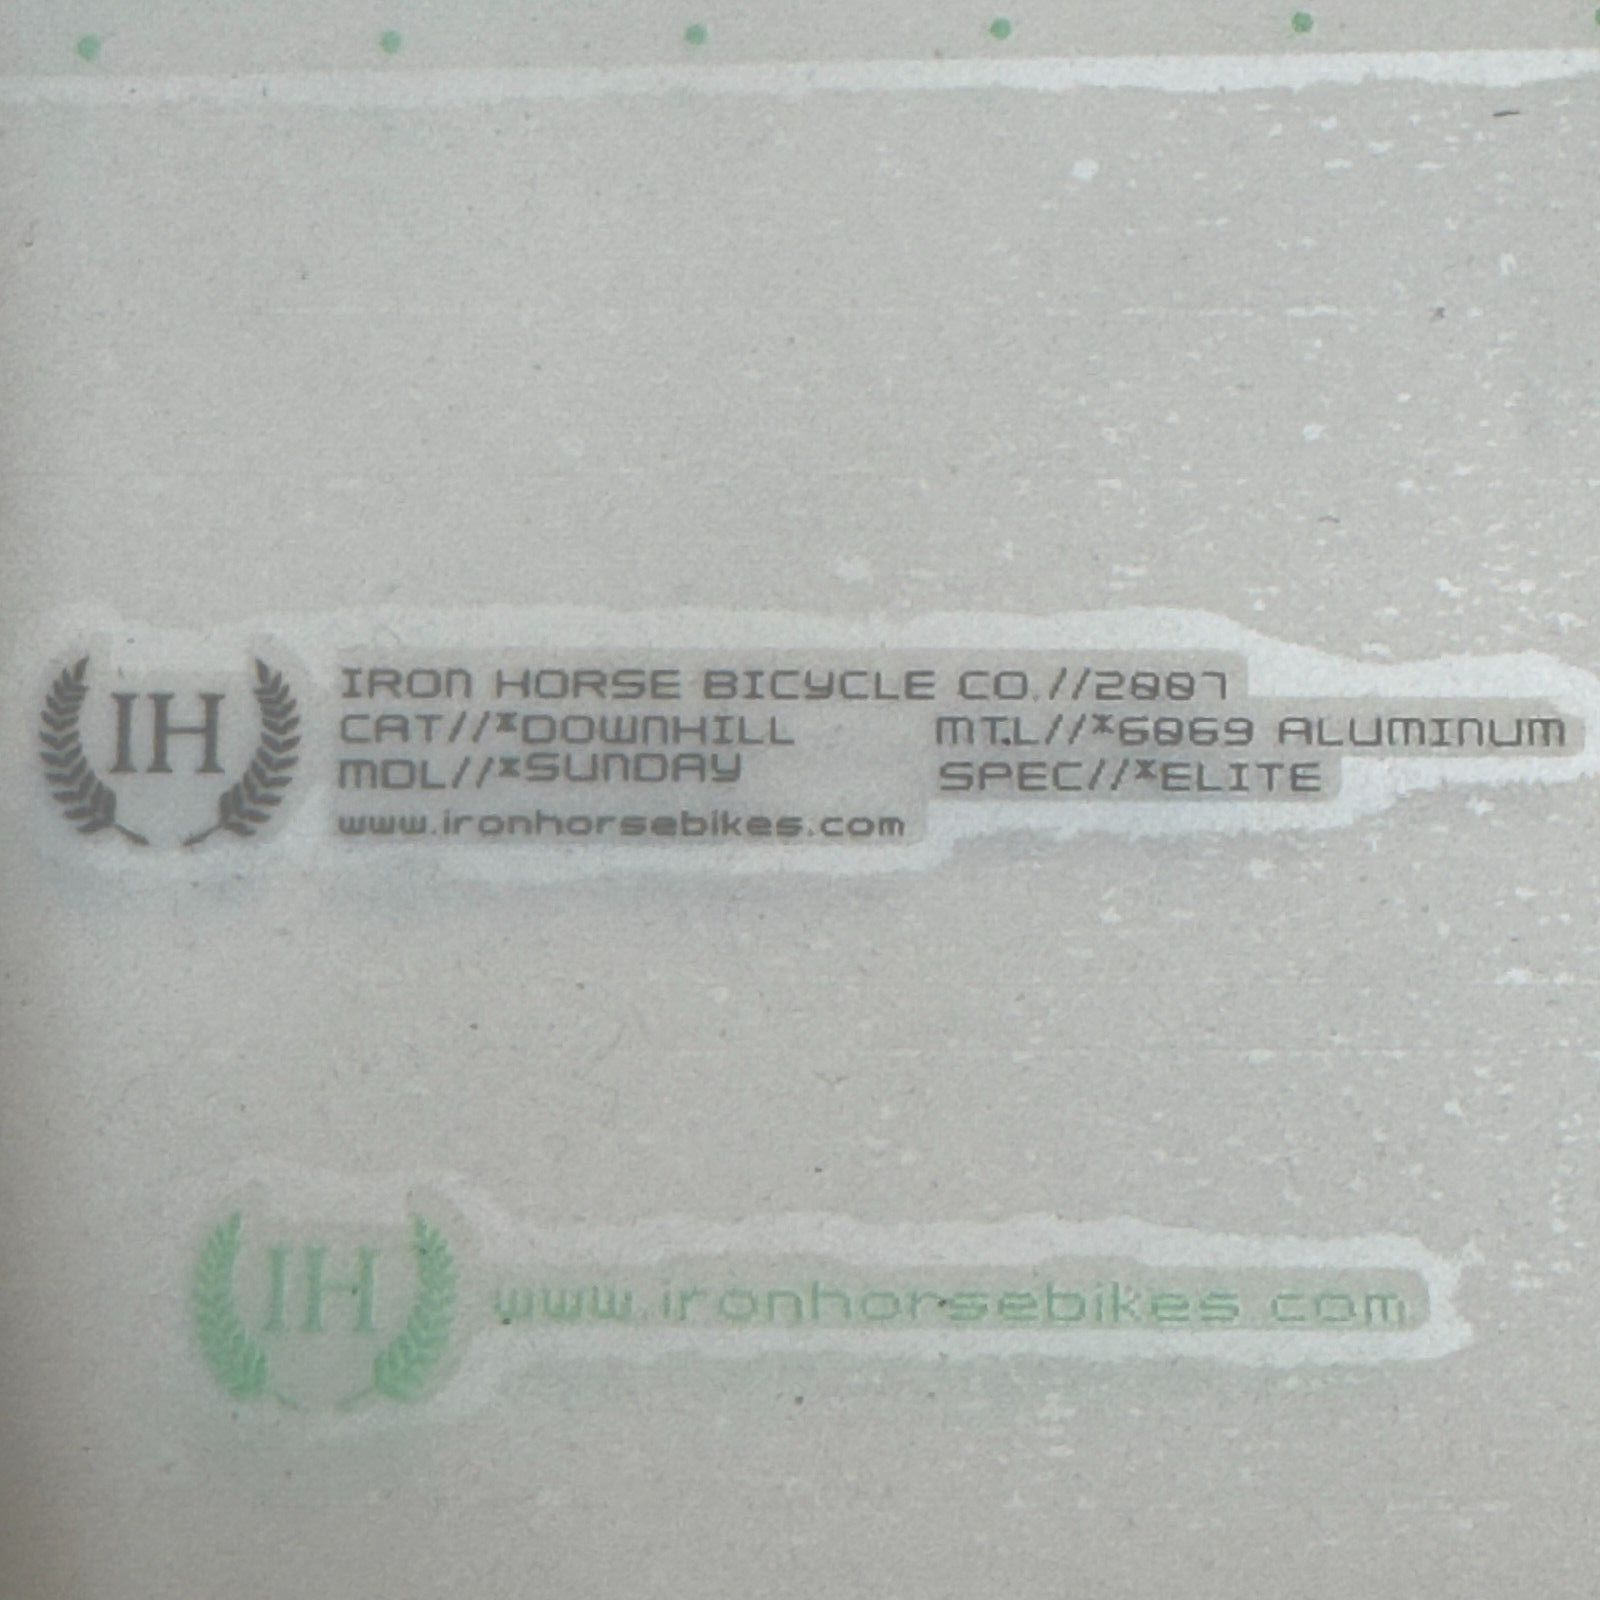 IH
IRON HORSE BICYCLE CO.//2007
CAT//*DOWNHILL MTL//*6069 ALUMINUM
MDL//*SUNDAY SPEC//*ELITE
www.ironhorsebikes.com
IH www.ironhorsebikes.com